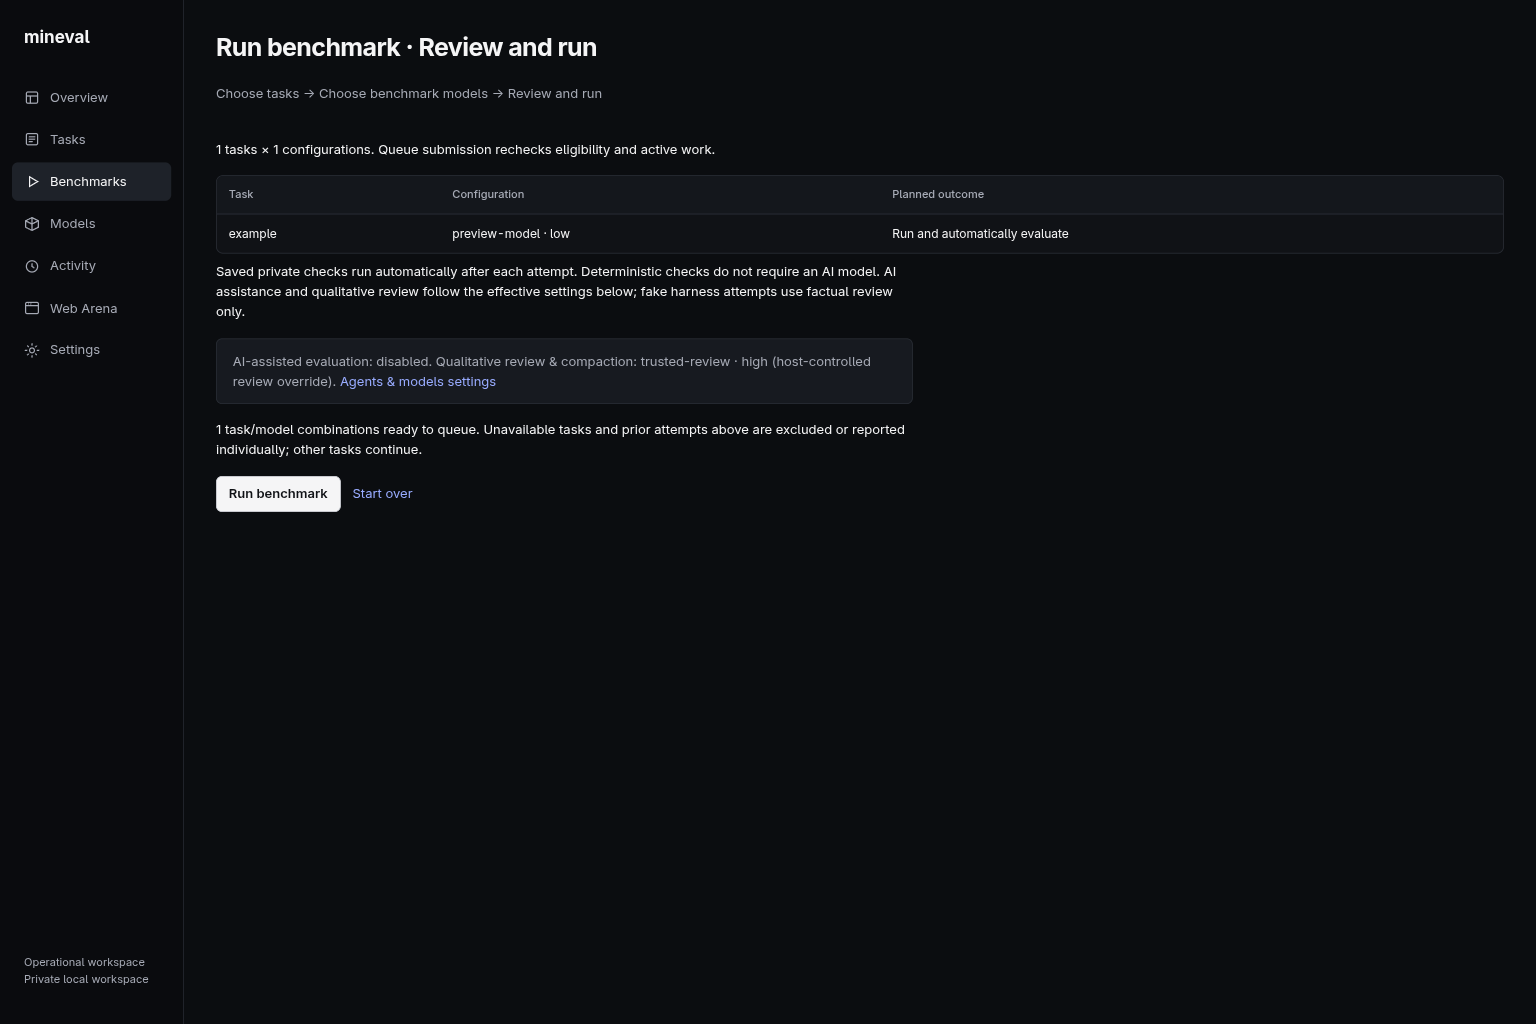 mineval
Overview
Tasks
Benchmarks
Models
Activity
Web Arena
Settings
Operational workspace
Private local workspace
Run benchmark · Review and run
Choose tasks → Choose benchmark models → Review and run
1 tasks × 1 configurations. Queue submission rechecks eligibility and active work.
Task Configuration Planned outcome
example preview-model · low Run and automatically evaluate
Saved private checks run automatically after each attempt. Deterministic checks do not require an AI model. AI
assistance and qualitative review follow the effective settings below; fake harness attempts use factual review
only.
AI-assisted evaluation: disabled. Qualitative review & compaction: trusted-review · high (host-controlled
review override). Agents & models settings
1 task/model combinations ready to queue. Unavailable tasks and prior attempts above are excluded or reported
individually; other tasks continue.
Run benchmark Start over